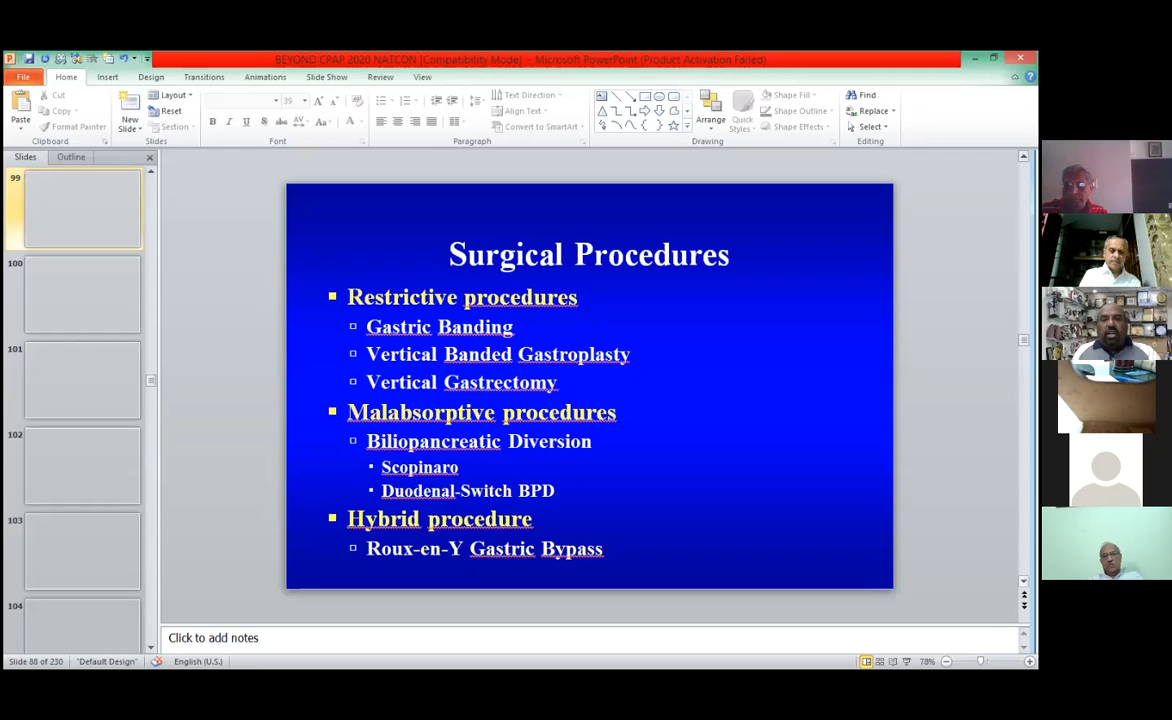 BEYOND CPAP 2020 NATCON [Compatibility Mode] - Microsoft PowerPoint (Product Activation Failed)
File Home Insert Design Transitions Animations Slide Show Review View
Paste
Cut
Copy
Format Painter
Clipboard
New Slide
Layout
Reset
Section
Slides
39
B I U S abc AV Aa A
Font
Text Direction
Align Text
Convert to SmartArt
Paragraph
Arrange
Quick Styles
Shape Fill
Shape Outline
Shape Effects
Drawing
Find
Replace
Select
Editing
Slides Outline
99
100
101
102
103
104
Surgical Procedures
Restrictive procedures
Gastric Banding
Vertical Banded Gastroplasty
Vertical Gastrectomy
Malabsorptive procedures
Biliopancreatic Diversion
Scopinaro
Duodenal-Switch BPD
Hybrid procedure
Roux-en-Y Gastric Bypass
Click to add notes
Slide 88 of 230 "Default Design" English (U.S.) 78%